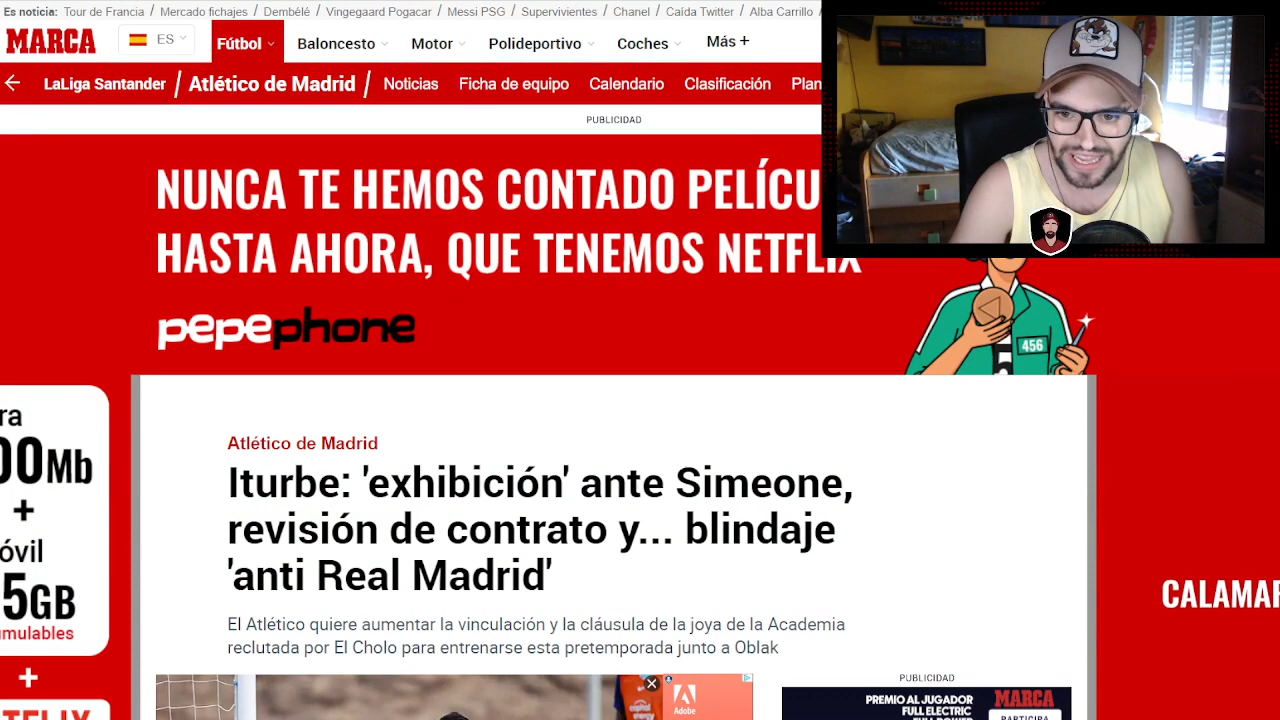 Es noticia: Tour de Francia / Mercado fichajes / Dembélé / Vingegaard Pogacar / Messi PSG / Supervivientes / Chanel / Caída Twitter / Alba Carrillo /
MARCA ES Fútbol Baloncesto Motor Polideportivo Coches Más +
LaLiga Santander / Atlético de Madrid / Noticias Ficha de equipo Calendario Clasificación Plan
PUBLICIDAD
NUNCA TE HEMOS CONTADO PELÍCU
HASTA AHORA, QUE TENEMOS NETFLIX
pepephone
456
ra
00Mb
+
óvil
5GB
mulables
+
Atlético de Madrid
Iturbe: 'exhibición' ante Simeone,
revisión de contrato y... blindaje
'anti Real Madrid'
El Atlético quiere aumentar la vinculación y la cláusula de la joya de la Academia
reclutada por El Cholo para entrenarse esta pretemporada junto a Oblak
CALAMAR
Adobe
PUBLICIDAD
PREMIO AL JUGADOR
FULL ELECTRIC
MARCA
PARTICIPA